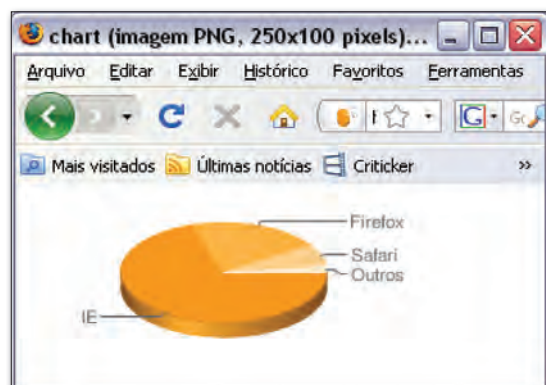 chart (imagem PNG, 250x100 pixels)...
Arquivo Editar Exibir Histórico Favoritos Ferramentas
Mais visitados Últimas notícias Criticker »
Firefox
Safari
Outros
IE